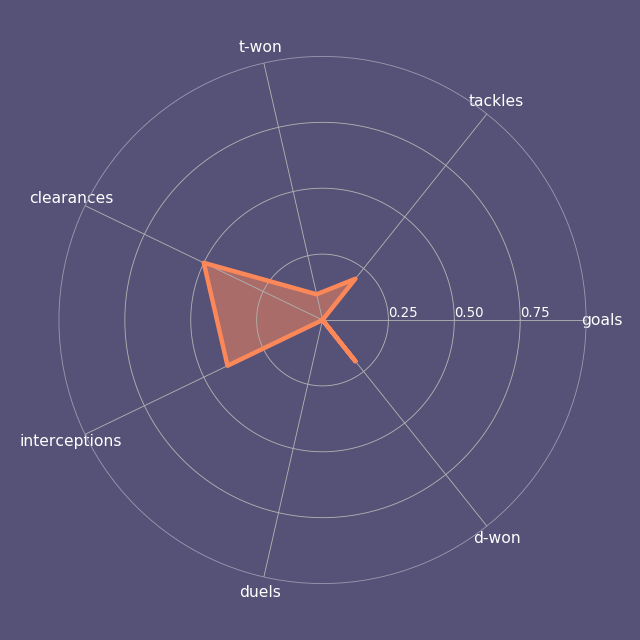 t-won
tackles
clearances
0.25 0.50 0.75
goals
interceptions
d-won
duels